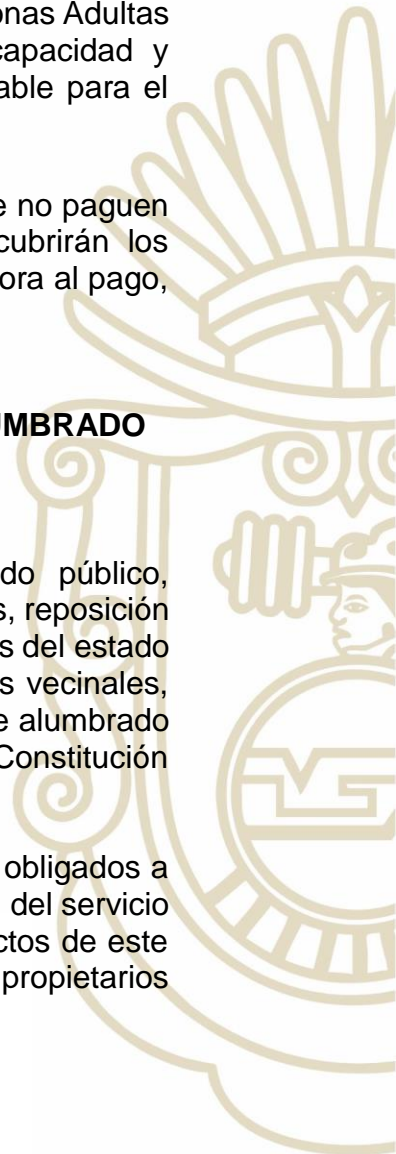 onas Adultas
capacidad y
able para el
e no paguen
cubrirán los
ora al pago,
UMBRADO
do público,
s, reposición
s del estado
s vecinales,
e alumbrado
Constitución
obligados a
del servicio
ctos de este
propietarios